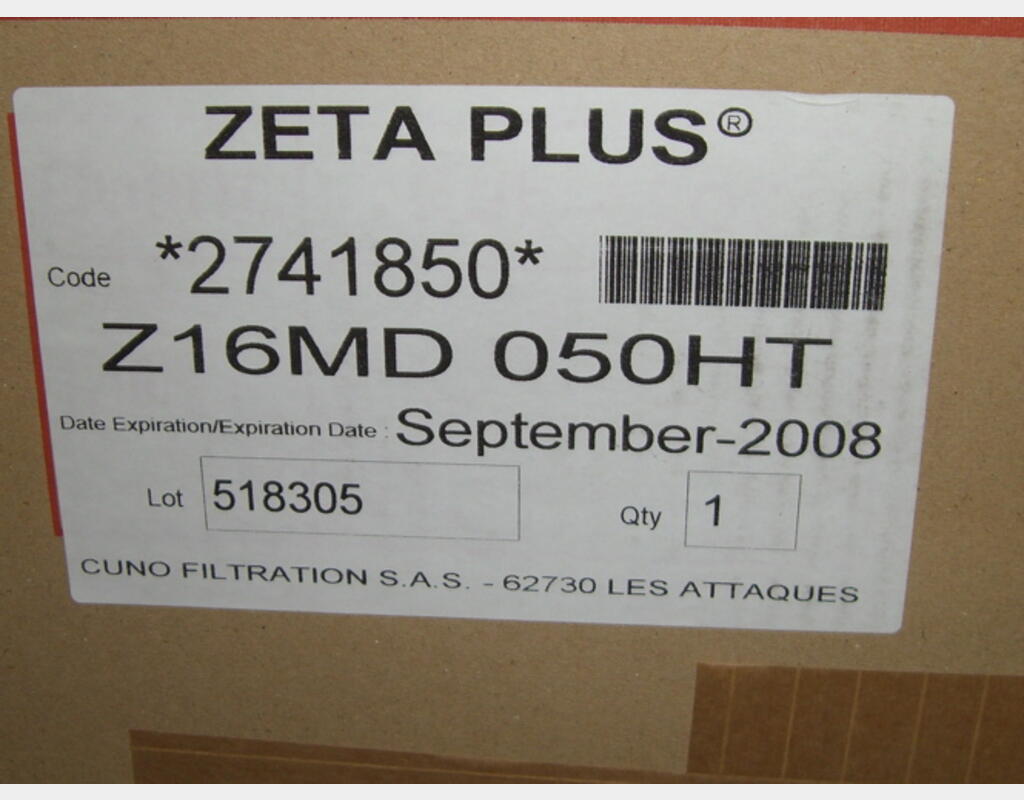 ZETA PLUS®
Code *2741850*
Z16MD 050HT
Date Expiration/Expiration Date : September-2008
Lot 518305 Qty 1
CUNO FILTRATION S.A.S. - 62730 LES ATTAQUES